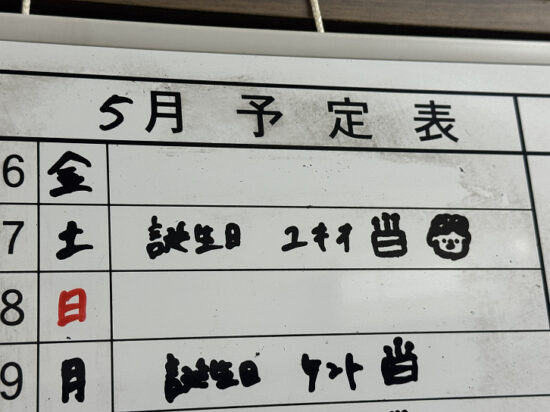 5月 予定表
6 金
7 土 誕生日 ユキオ
8 日
9 月 誕生日 ケント